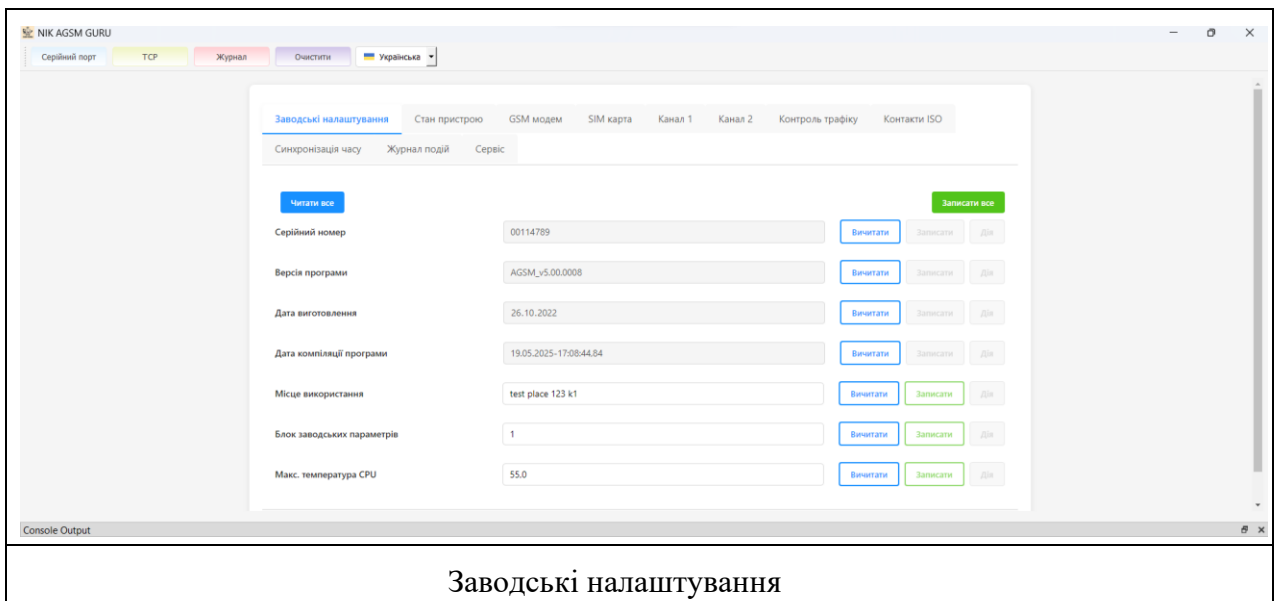 NIK AGSM GURU
Серійний порт TCP Журнал Очистити Українська
Заводські налаштування Стан пристрою GSM модем SIM карта Канал 1 Канал 2 Контроль трафіку Контакти ISO
Синхронізація часу Журнал подій Сервіс
Читати все Записати все
Серійний номер 00114789 Вичитати Записати Дія
Версія програми AGSM_v5.00.0008 Вичитати Записати Дія
Дата виготовлення 26.10.2022 Вичитати Записати Дія
Дата компіляції програми 19.05.2025-17:08:44.84 Вичитати Записати Дія
Місце використання test place 123 k1 Вичитати Записати Дія
Блок заводських параметрів 1 Вичитати Записати Дія
Макс. температура CPU 55.0 Вичитати Записати Дія
Console Output
Заводські налаштування